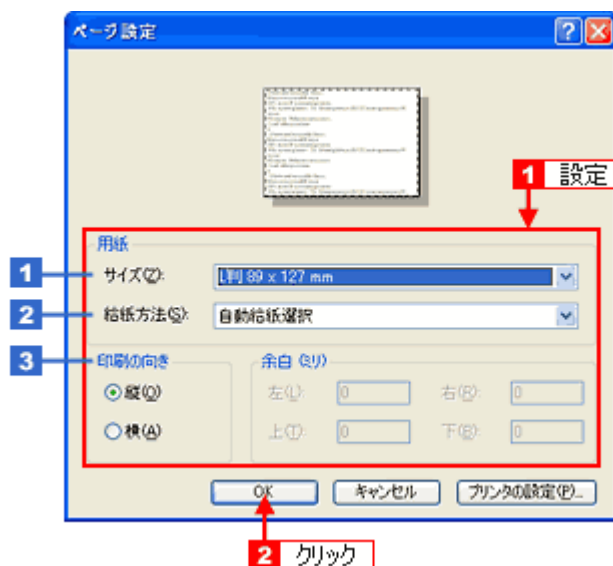 ページ設定
1 設定
用紙
1 サイズ(Z): L判 89 x 127 mm
2 給紙方法(S): 自動給紙選択
3 印刷の向き
縦(O)
横(A)
余白 (ミリ)
左(L): 0 右(R): 0
上(T): 0 下(B): 0
OK キャンセル プリンタの設定(P)...
2 クリック